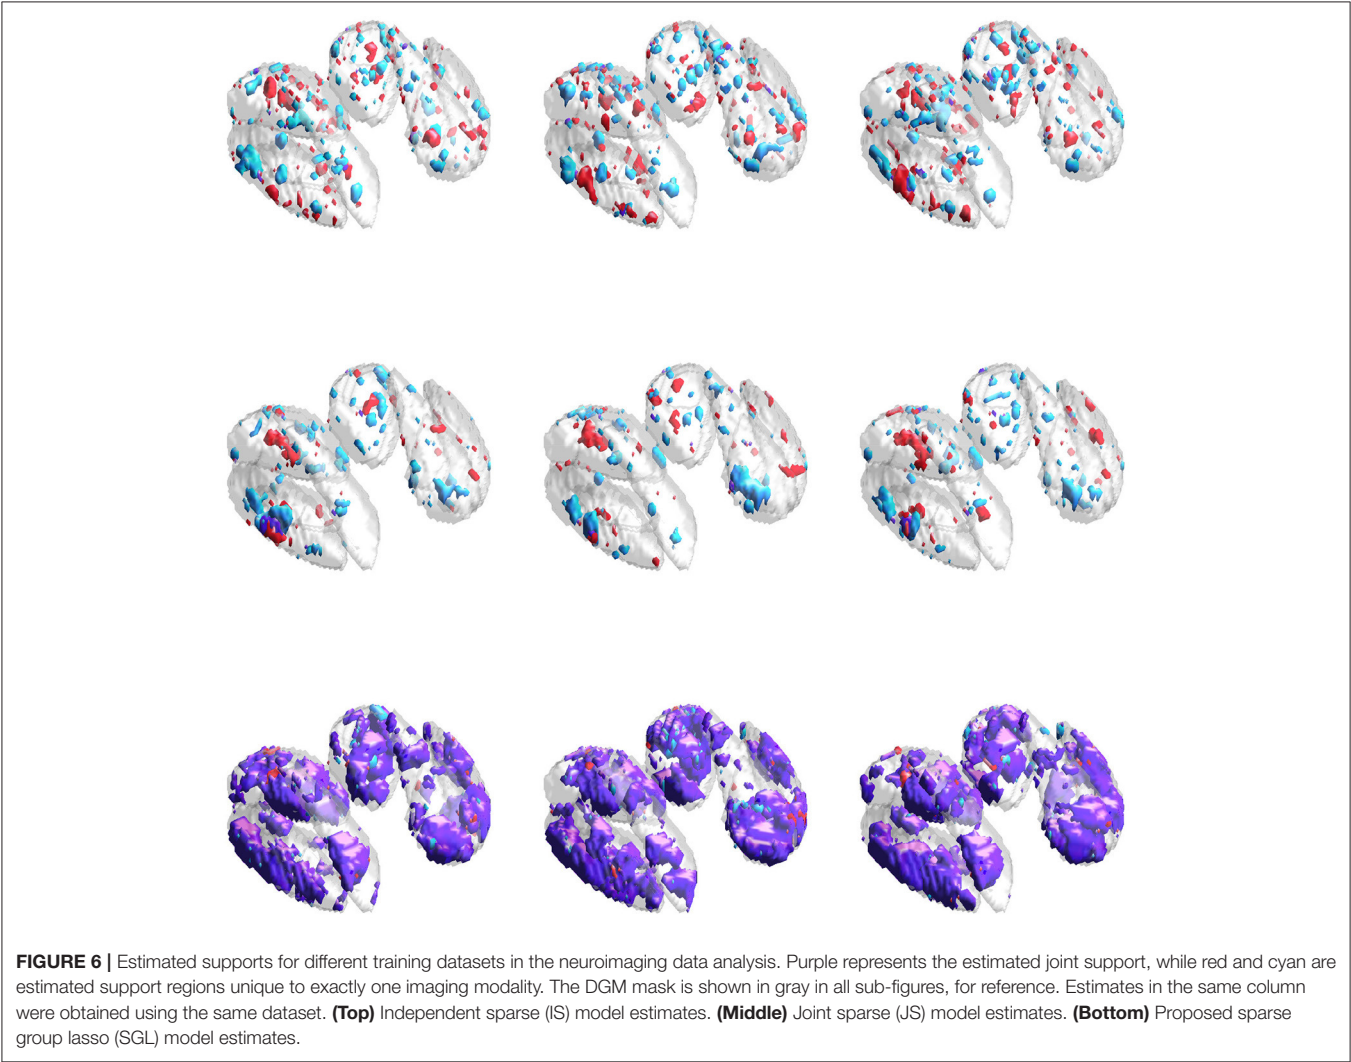 FIGURE 6 | Estimated supports for different training datasets in the neuroimaging data analysis. Purple represents the estimated joint support, while red and cyan are
estimated support regions unique to exactly one imaging modality. The DGM mask is shown in gray in all sub-figures, for reference. Estimates in the same column
were obtained using the same dataset. (Top) Independent sparse (IS) model estimates. (Middle) Joint sparse (JS) model estimates. (Bottom) Proposed sparse
group lasso (SGL) model estimates.